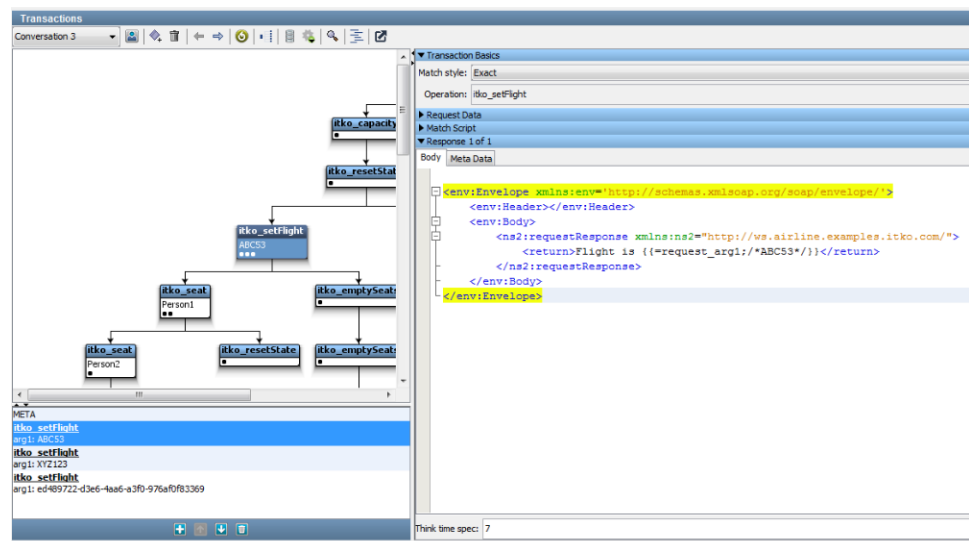 Transactions
Conversation 3
itko_capacity
itko_resetStat
itko_setFlight
ABC53
itko_seat
Person1
itko_emptySeats
itko_seat
Person2
itko_resetState
itko_emptySeats
META
itko_setFlight
arg1: ABC53
itko_setFlight
arg1: XYZ123
itko_setFlight
arg1: ed489722-d3e6-4aa6-a3f0-976af0f83369
Transaction Basics
Match style: Exact
Operation: itko_setFlight
Request Data
Match Script
Response 1 of 1
Body Meta Data
<env:Envelope xmlns:env='http://schemas.xmlsoap.org/soap/envelope/'>
<env:Header></env:Header>
<env:Body>
<ns2:requestResponse xmlns:ns2="http://ws.airline.examples.itko.com/">
<return>Flight is {{=request_arg1;/*ABC53*/}}</return>
</ns2:requestResponse>
</env:Body>
</env:Envelope>
Think time spec: 7